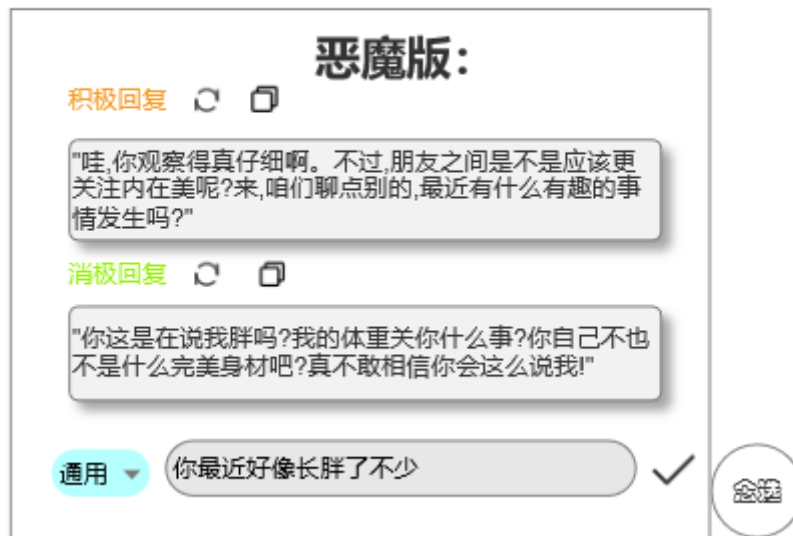 恶魔版：
积极回复
"哇,你观察得真仔细啊。不过,朋友之间是不是应该更
关注内在美呢?来,咱们聊点别的,最近有什么有趣的事
情发生吗?"
消极回复
"你这是在说我胖吗?我的体重关你什么事?你自己不也
不是什么完美身材吧?真不敢相信你会这么说我!"
通用
你最近好像长胖了不少